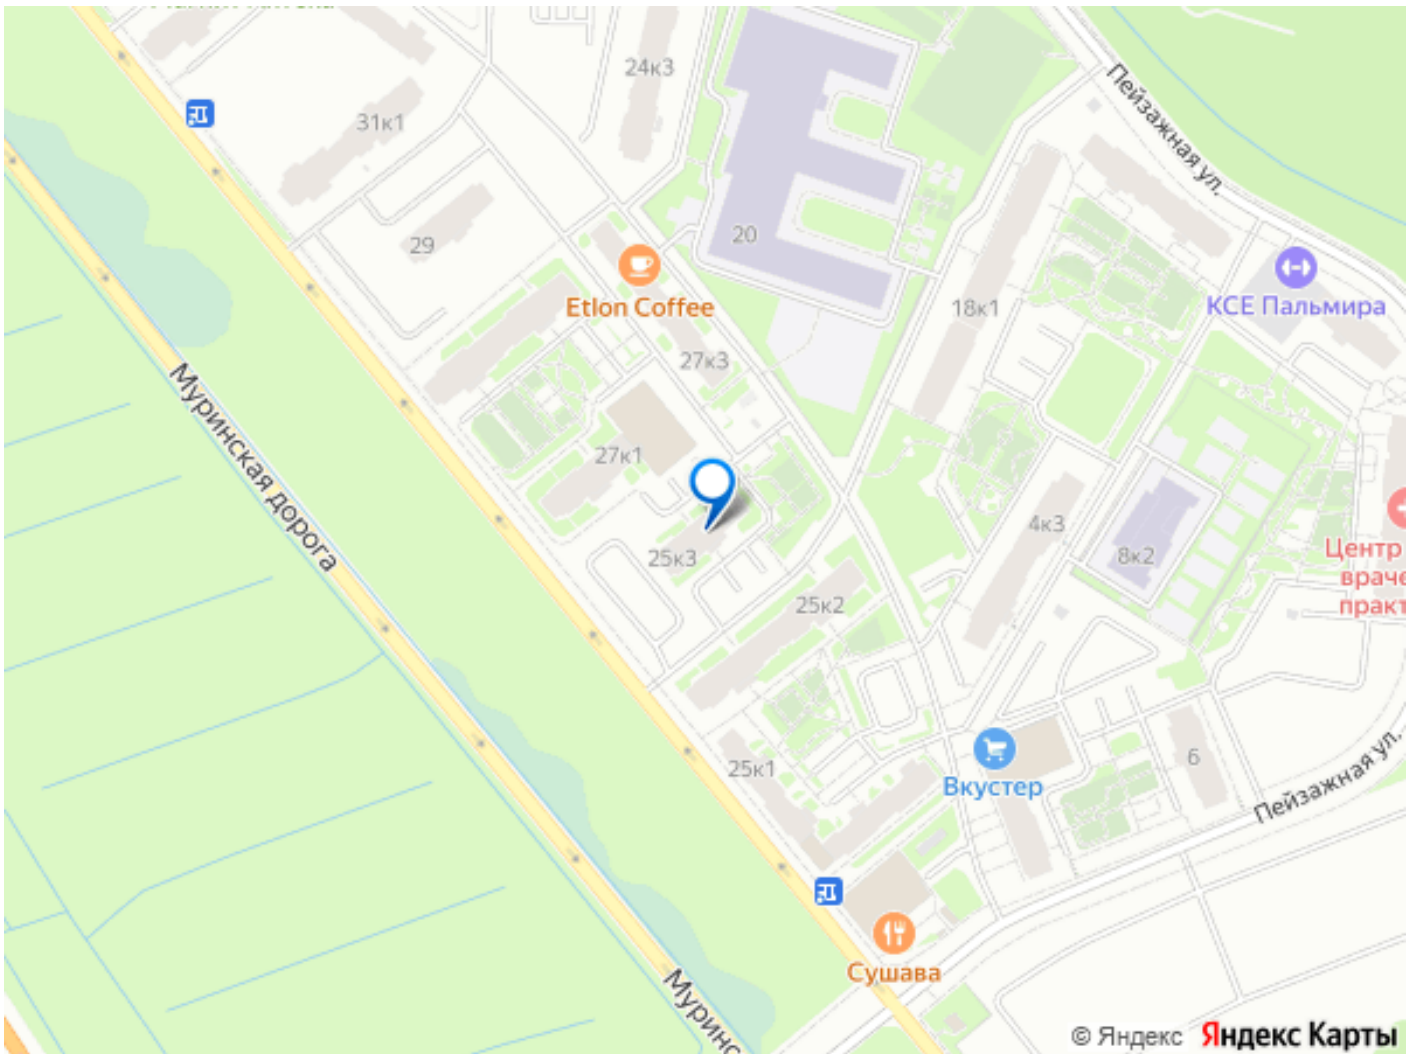 24к3
31к1
Пейзажная ул.
29
20
Etlon Coffee
18к1
КСЕ Пальмира
27к3
Муринская дорога
27к1
25к3
4к3
8к2
Центр
враче
практ
25к2
25к1
Вкустер
6
Пейзажная ул.
Сушава
Муринс
© Яндекс Яндекс Карты